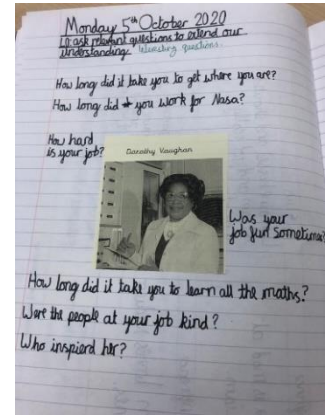 Monday 5th October 2020
lo: ask relevant questions to extend our
understanding. Interesting questions.
How long did it take you to get where you are?
How long did you work for Nasa?
How hard
is your job?
Dorothy Vaughan
Was your
job fun sometimes?
How long did it take you to learn all the maths?
Were the people at your job kind?
Who inspierd her?